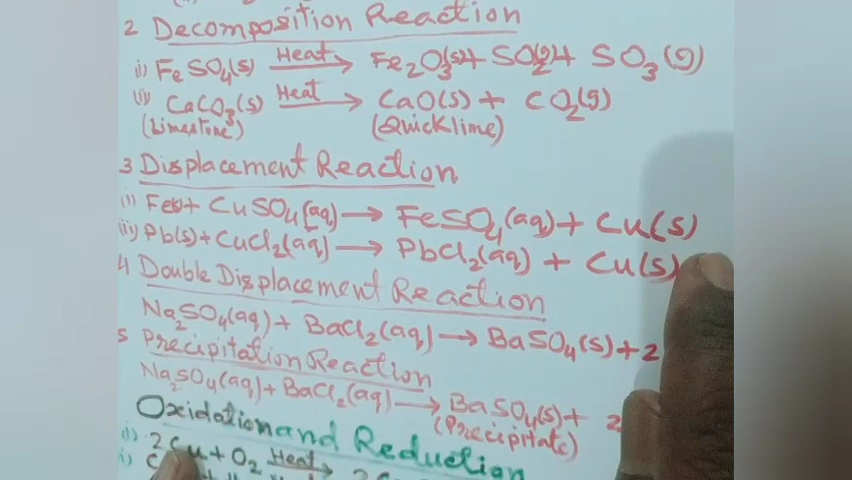 2 Decomposition Reaction
i) FeSO4(s) Heat → Fe2O3(s)+ SO2(g)+ SO3(g)
(ii) CaCO3(s) Heat → CaO(s) + CO2(g)
(Limestone) (Quicklime)
3 Displacement Reaction
(i) Fe(s)+ CuSO4(aq) → FeSO4(aq)+ Cu(s)
(ii) Pb(s)+CuCl2(aq) → PbCl2(aq) + Cu(s)
4 Double Displacement Reaction
Na2SO4(aq)+ BaCl2(aq) → BaSO4(s)+2
5 Precipitation Reaction
Na2SO4(aq)+BaCl2(aq) → BaSO4(s)+ 2
(Precipitate)
Oxidation and Reduction
i) 2Cu+O2 Heat →